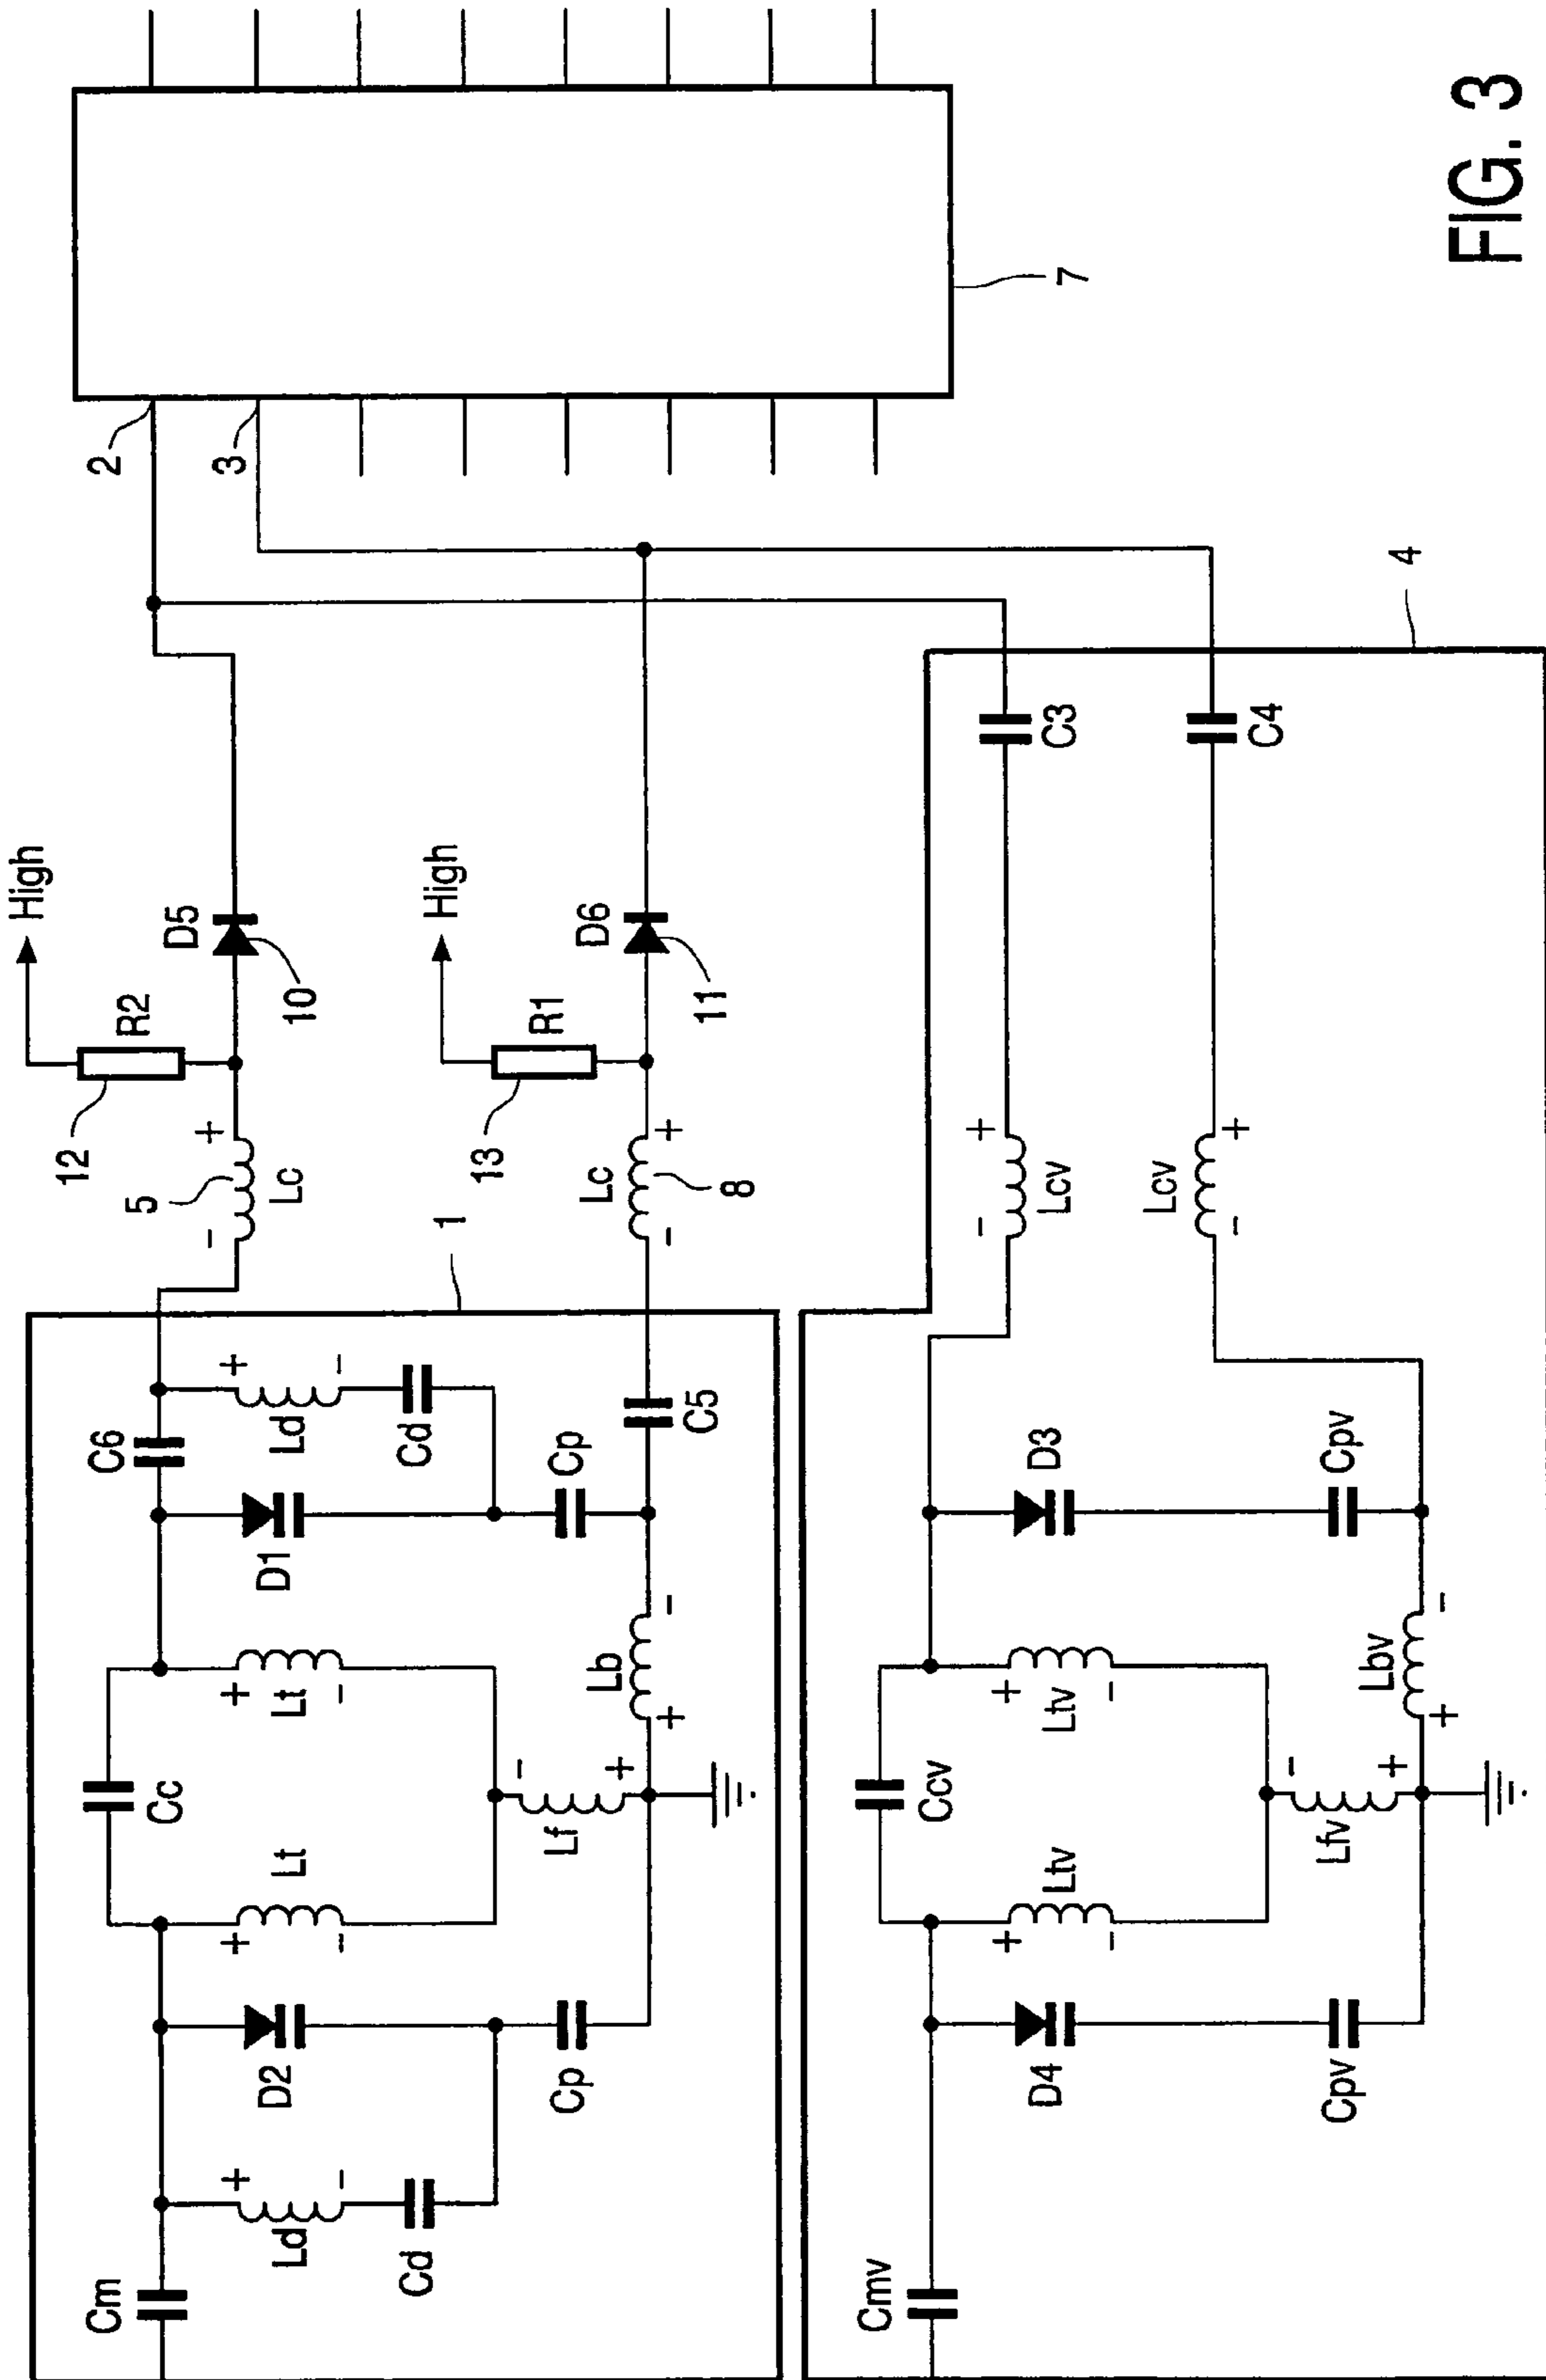 High
R2
D5
12
10
+
-
5
Lc
High
R1
D6
13
11
+
-
Lc
8
2
3
7
1
Cm
Cc
C6
+
-
Ld
Cd
D2
Cp
+
-
Lt
+
-
Lt
-
+
Lf
D1
+
-
Ld
Cd
Cp
+
-
Lb
C5
4
Cmv
Ccv
D4
Cpv
+
-
Ltv
+
-
Ltv
-
+
Lfv
D3
Cpv
+
-
Lbv
-
+
Lcv
C3
-
+
Lcv
C4
FIG. 3